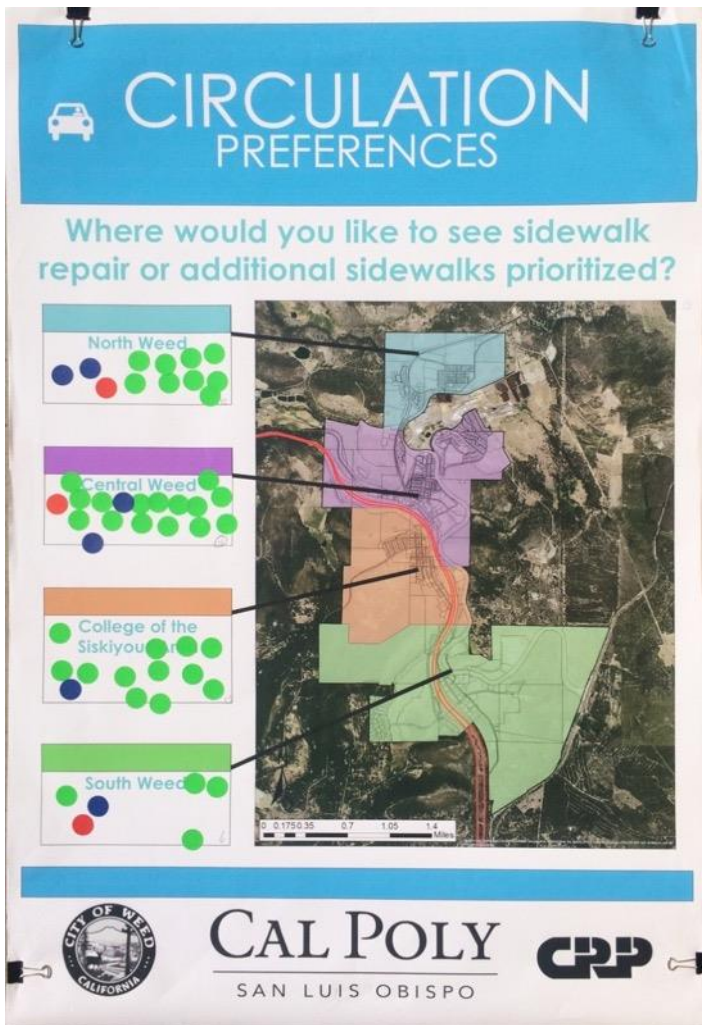 CIRCULATION
PREFERENCES
Where would you like to see sidewalk
repair or additional sidewalks prioritized?
North Weed
Central Weed
College of the
Siskiyou
South Weed
0 0.175 0.35 0.7 1.05 1.4
Miles
CITY OF WEED
CALIFORNIA
CAL POLY
SAN LUIS OBISPO
CRP